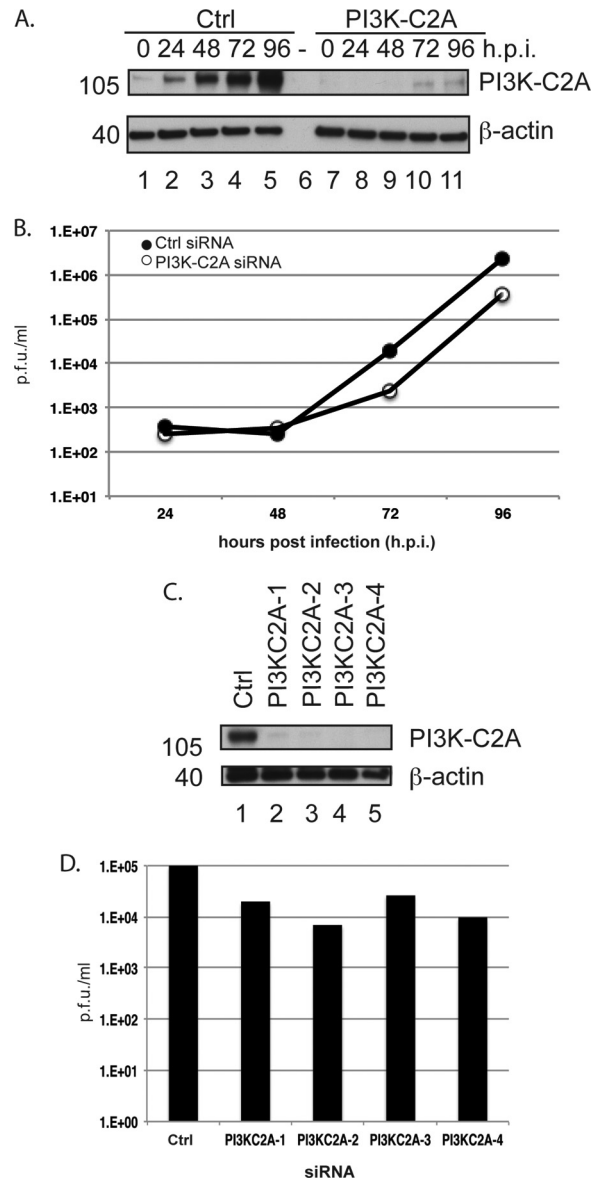 A.
Ctrl PI3K-C2A
0 24 48 72 96 - 0 24 48 72 96 h.p.i.
105 PI3K-C2A
40 β-actin
1 2 3 4 5 6 7 8 9 10 11
B.
1.E+07
Ctrl siRNA
PI3K-C2A siRNA
1.E+06
1.E+05
1.E+04
1.E+03
1.E+02
1.E+01
p.f.u./ml
24 48 72 96
hours post infection (h.p.i.)
C.
Ctrl
PI3KC2A-1
PI3KC2A-2
PI3KC2A-3
PI3KC2A-4
105 PI3K-C2A
40 β-actin
1 2 3 4 5
D.
1.E+05
1.E+04
1.E+03
1.E+02
1.E+01
1.E+00
p.f.u./ml
Ctrl PI3KC2A-1 PI3KC2A-2 PI3KC2A-3 PI3KC2A-4
siRNA